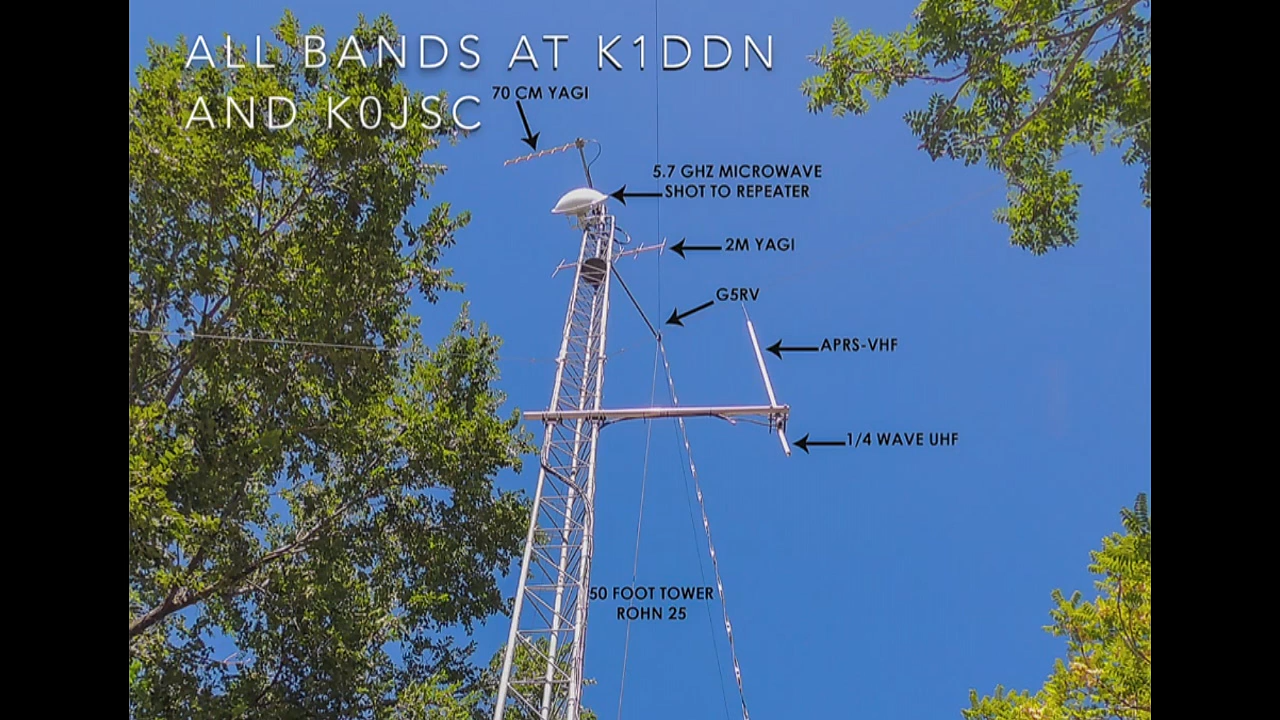 ALL BANDS AT K1DDN
AND K0JSC
70 CM YAGI
5.7 GHZ MICROWAVE
SHOT TO REPEATER
2M YAGI
G5RV
APRS-VHF
1/4 WAVE UHF
50 FOOT TOWER
ROHN 25